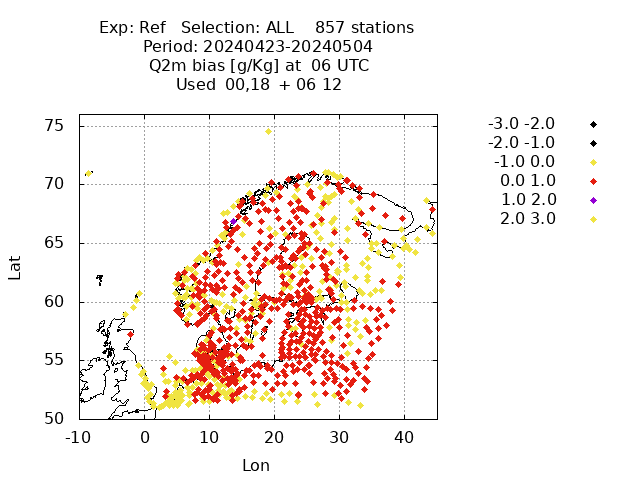 Exp: Ref   Selection: ALL    857 stations
Period: 20240423-20240504
Q2m bias [g/Kg] at  06 UTC
Used  00,18  + 06 12
-3.0 -2.0
-2.0 -1.0
-1.0 0.0
0.0 1.0
1.0 2.0
2.0 3.0
75
70
65
60
55
50
Lat
-10 0 10 20 30 40
Lon